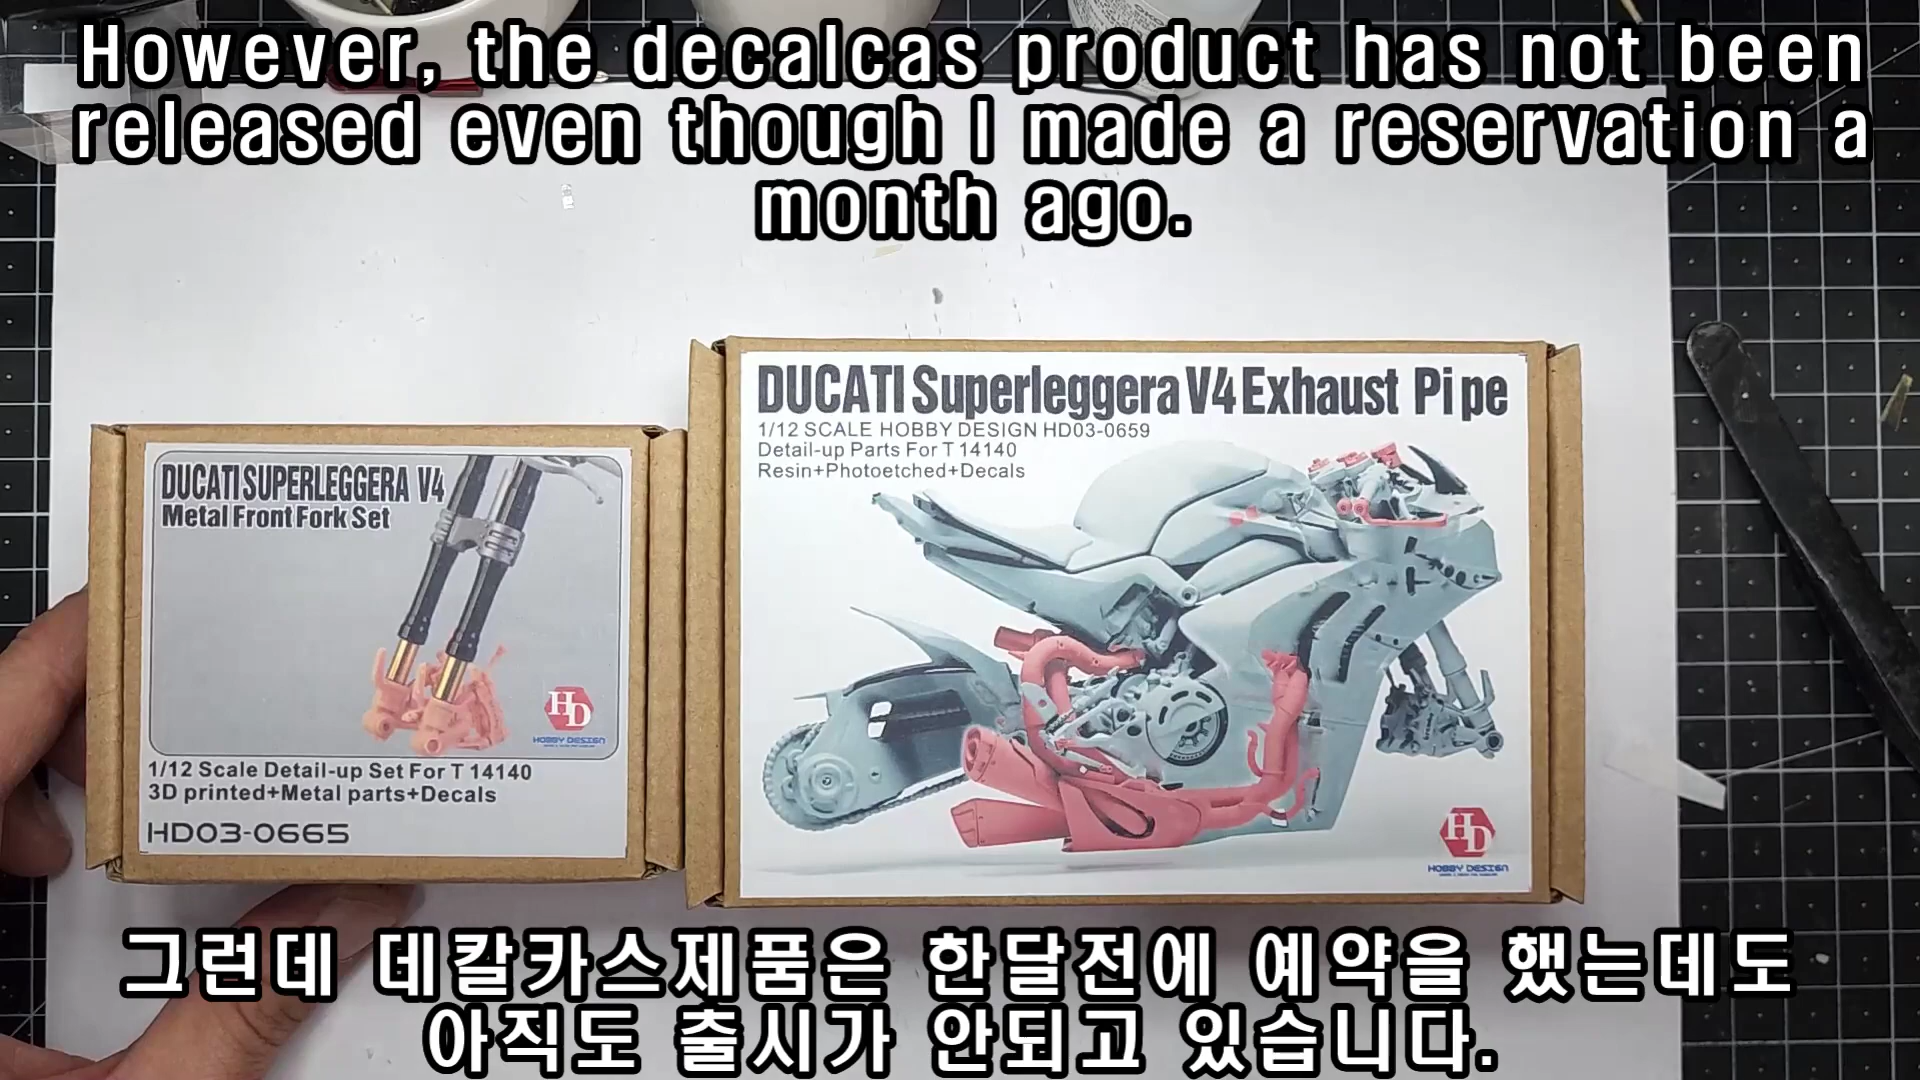 However, the decalcas product has not been
released even though I made a reservation a
month ago.
DUCATI SUPERLEGGERA V4
Metal Front Fork Set
HD
HOBBY DESIGN
1/12 Scale Detail-up Set For T 14140
3D printed+Metal parts+Decals
HD03-0665
DUCATI Superleggera V4 Exhaust Pipe
1/12 SCALE HOBBY DESIGN HD03-0659
Detail-up Parts For T 14140
Resin+Photoetched+Decals
HD
HOBBY DESIGN
그런데 데칼카스제품은 한달전에 예약을 했는데도
아직도 출시가 안되고 있습니다.